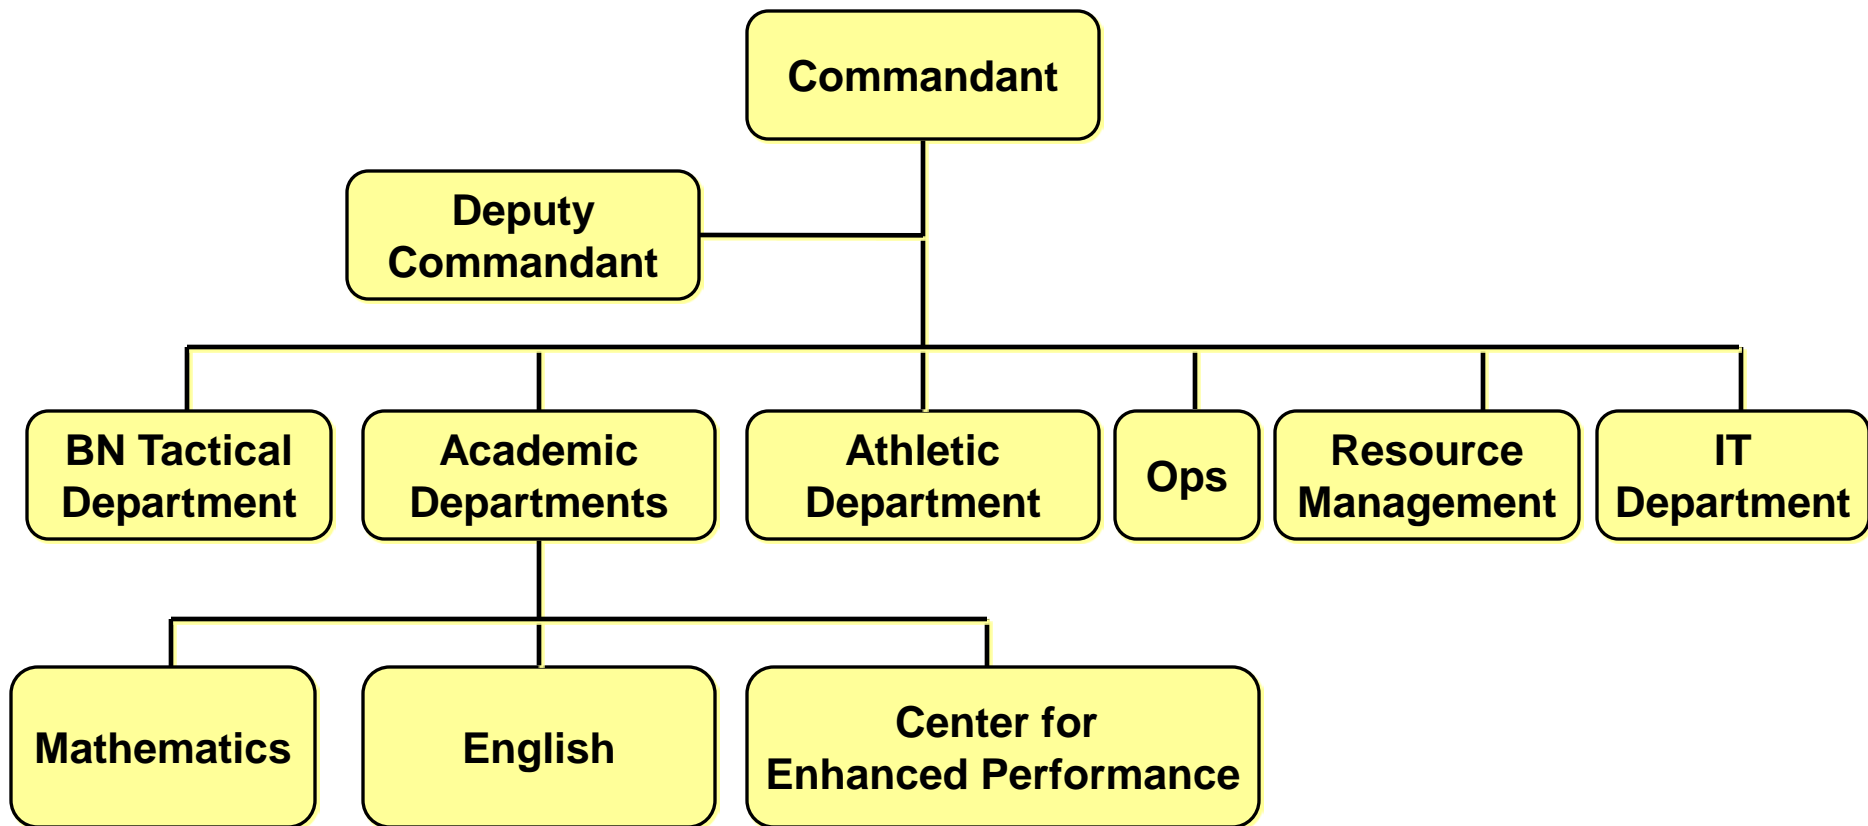 Commandant
Deputy
Commandant
BN Tactical
Department
Academic
Departments
Athletic
Department
Ops
Resource
Management
IT
Department
Mathematics
English
Center for
Enhanced Performance